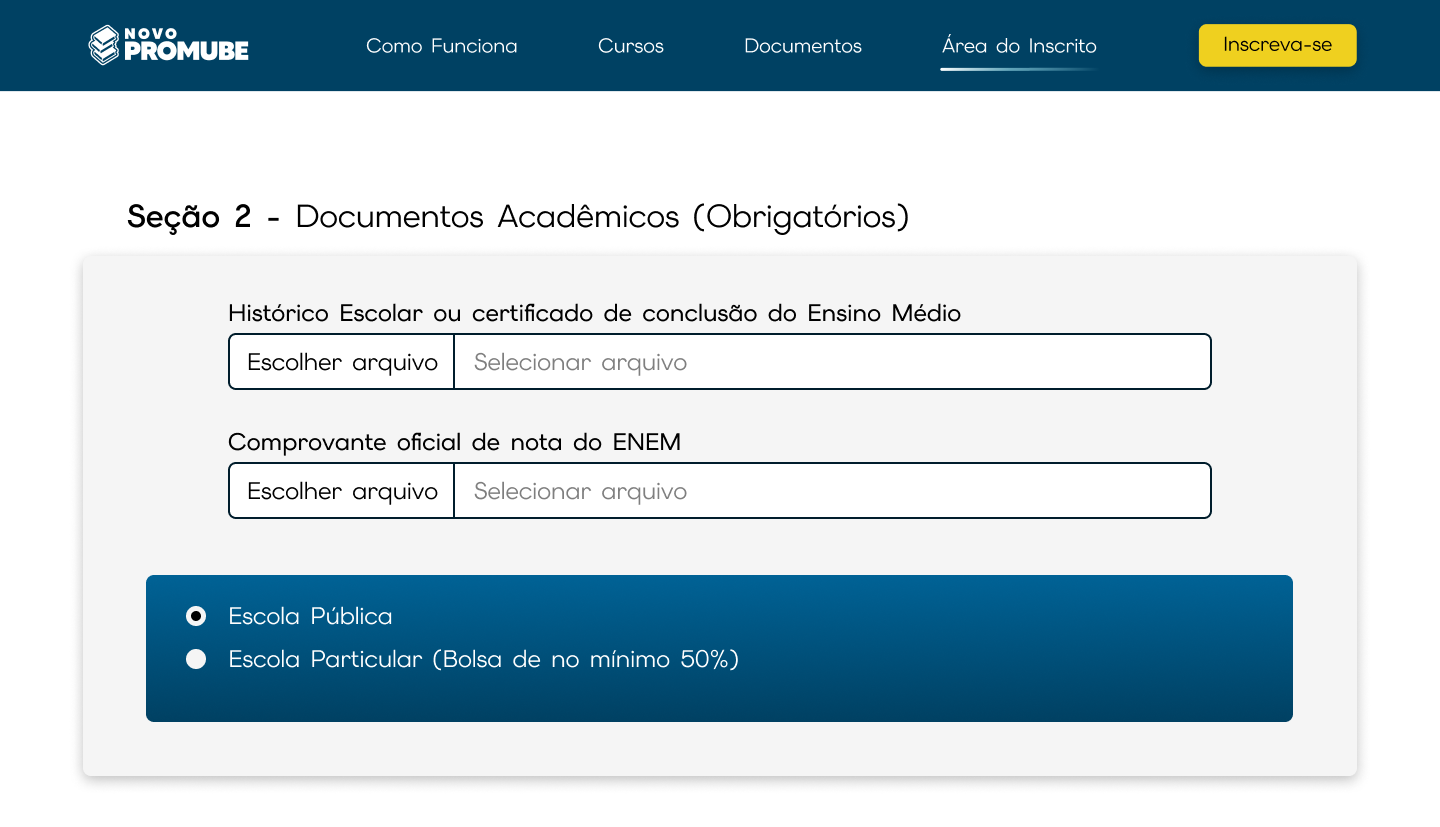 NOVO
PROMUBE
Como Funciona
Cursos
Documentos
Área do Inscrito
Inscreva-se
Seção 2 - Documentos Acadêmicos (Obrigatórios)
Histórico Escolar ou certificado de conclusão do Ensino Médio
Escolher arquivo
Selecionar arquivo
Comprovante oficial de nota do ENEM
Escolher arquivo
Selecionar arquivo
Escola Pública
Escola Particular (Bolsa de no mínimo 50%)